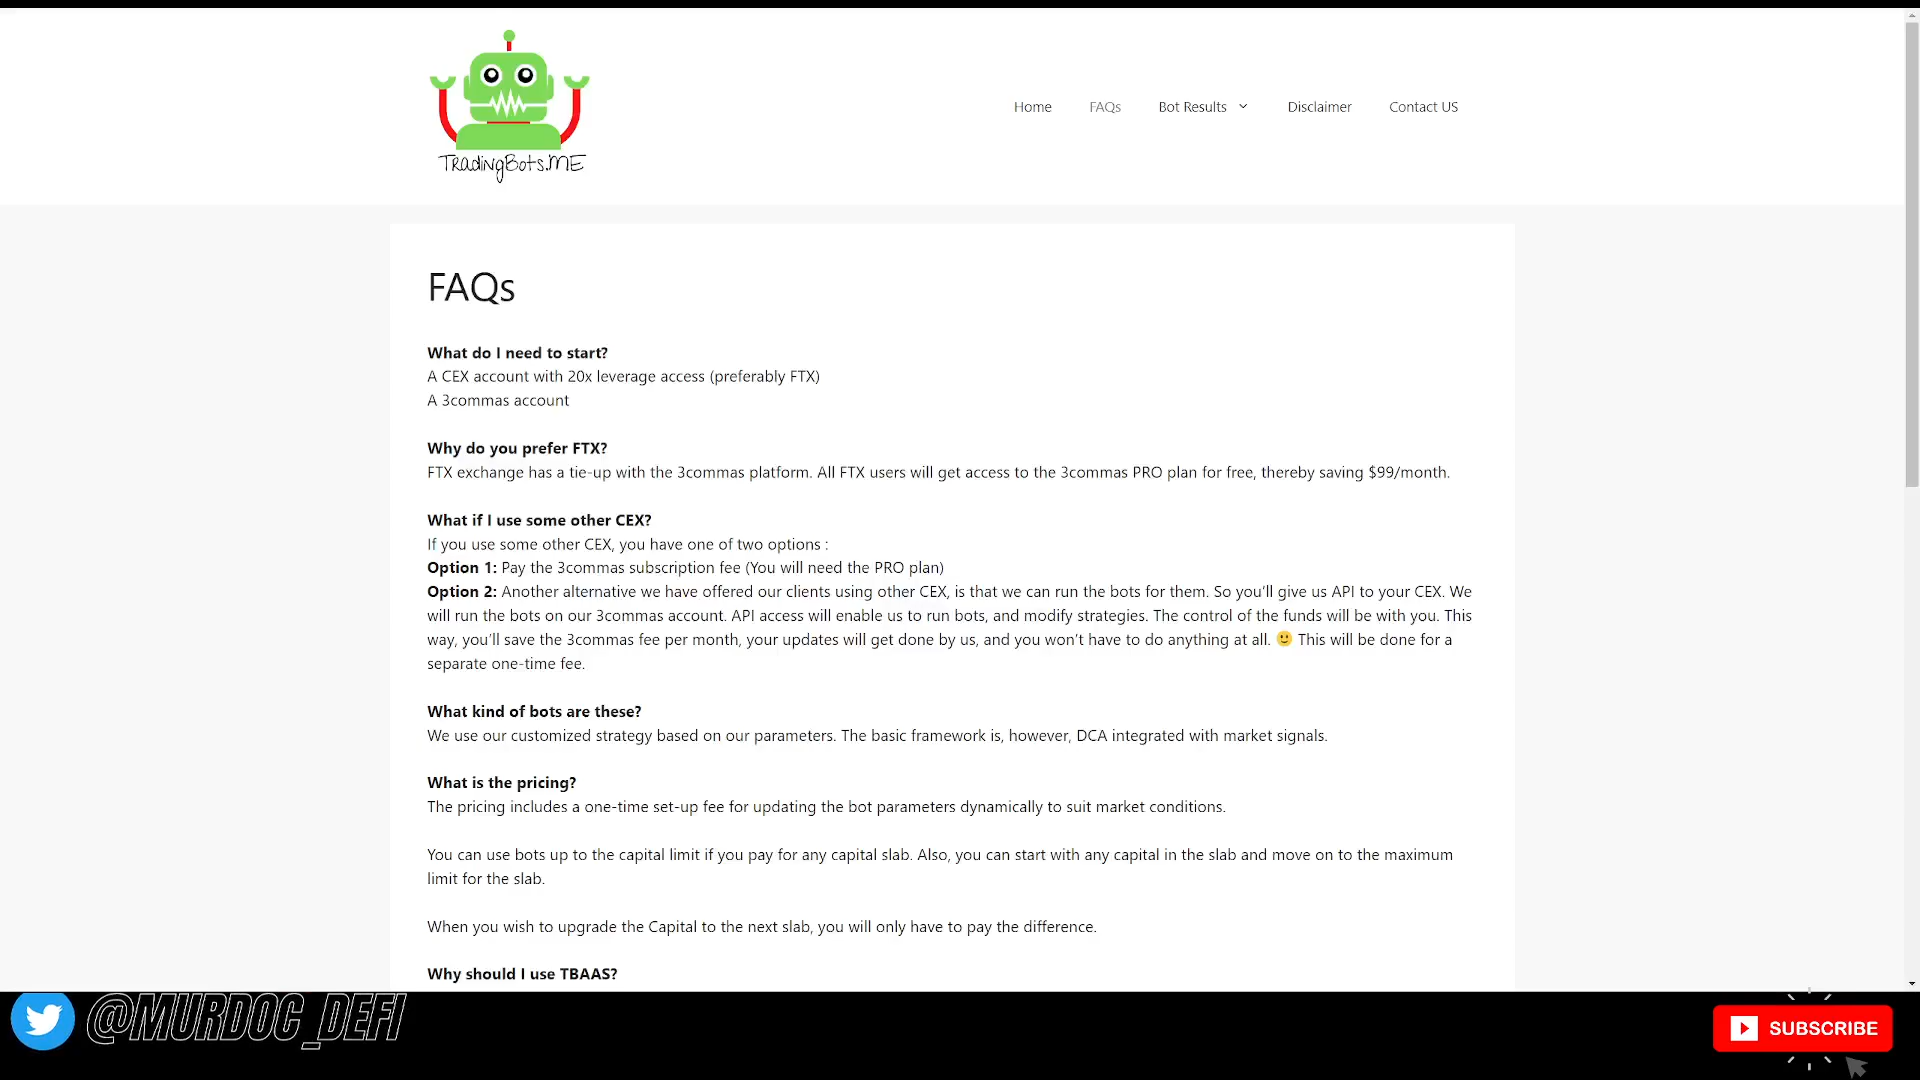 TradingBots.ME
Home
FAQs
Bot Results
Disclaimer
Contact US
FAQs
What do I need to start?
A CEX account with 20x leverage access (preferably FTX)
A 3commas account
Why do you prefer FTX?
FTX exchange has a tie-up with the 3commas platform. All FTX users will get access to the 3commas PRO plan for free, thereby saving $99/month.
What if I use some other CEX?
If you use some other CEX, you have one of two options :
Option 1: Pay the 3commas subscription fee (You will need the PRO plan)
Option 2: Another alternative we have offered our clients using other CEX, is that we can run the bots for them. So you’ll give us API to your CEX. We
will run the bots on our 3commas account. API access will enable us to run bots, and modify strategies. The control of the funds will be with you. This
way, you’ll save the 3commas fee per month, your updates will get done by us, and you won’t have to do anything at all. 🙂 This will be done for a
separate one-time fee.
What kind of bots are these?
We use our customized strategy based on our parameters. The basic framework is, however, DCA integrated with market signals.
What is the pricing?
The pricing includes a one-time set-up fee for updating the bot parameters dynamically to suit market conditions.
You can use bots up to the capital limit if you pay for any capital slab. Also, you can start with any capital in the slab and move on to the maximum
limit for the slab.
When you wish to upgrade the Capital to the next slab, you will only have to pay the difference.
Why should I use TBAAS?
@MURDOC_DEFI
SUBSCRIBE